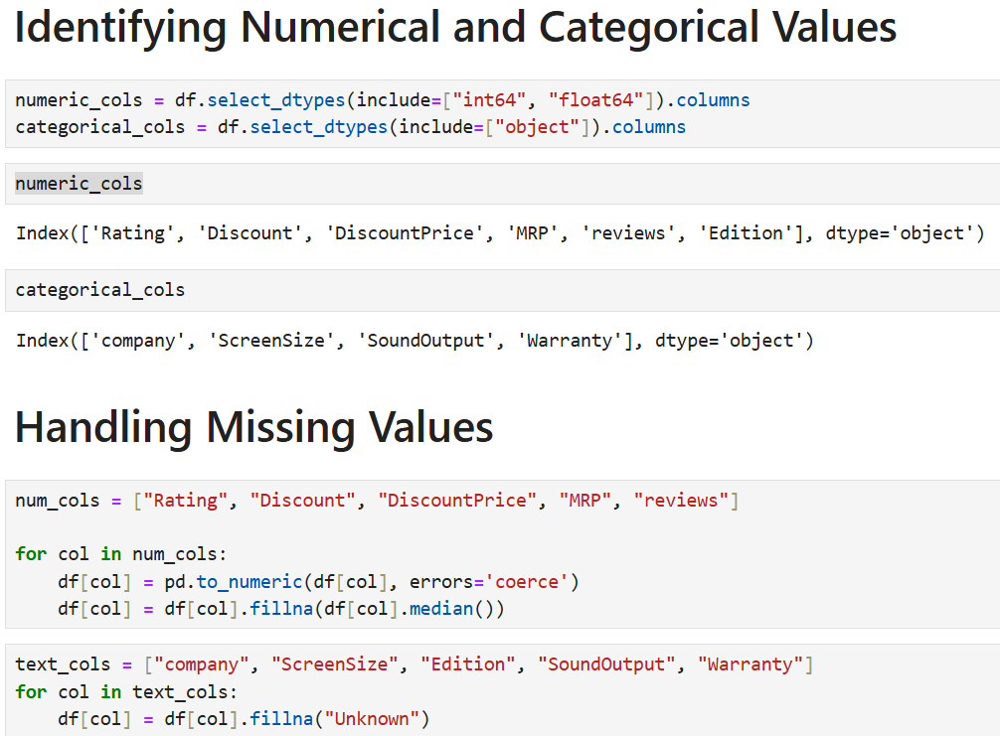 Identifying Numerical and Categorical Values
numeric_cols = df.select_dtypes(include=["int64", "float64"]).columns
categorical_cols = df.select_dtypes(include=["object"]).columns
numeric_cols
Index(['Rating', 'Discount', 'DiscountPrice', 'MRP', 'reviews', 'Edition'], dtype='object')
categorical_cols
Index(['company', 'ScreenSize', 'SoundOutput', 'Warranty'], dtype='object')
Handling Missing Values
num_cols = ["Rating", "Discount", "DiscountPrice", "MRP", "reviews"]
for col in num_cols:
    df[col] = pd.to_numeric(df[col], errors='coerce')
    df[col] = df[col].fillna(df[col].median())
text_cols = ["company", "ScreenSize", "Edition", "SoundOutput", "Warranty"]
for col in text_cols:
    df[col] = df[col].fillna("Unknown")